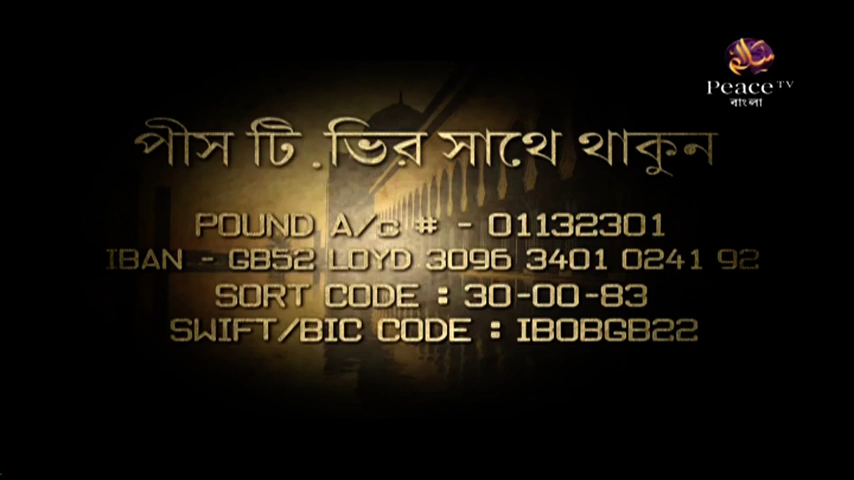 Peace TV
বাংলা
পীস টি .ভির সাথে থাকুন
POUND A/c # - 01132301
IBAN - GB52 LOYD 3096 3401 0241 92
SORT CODE : 30-00-83
SWIFT/BIC CODE : IBOBGB22